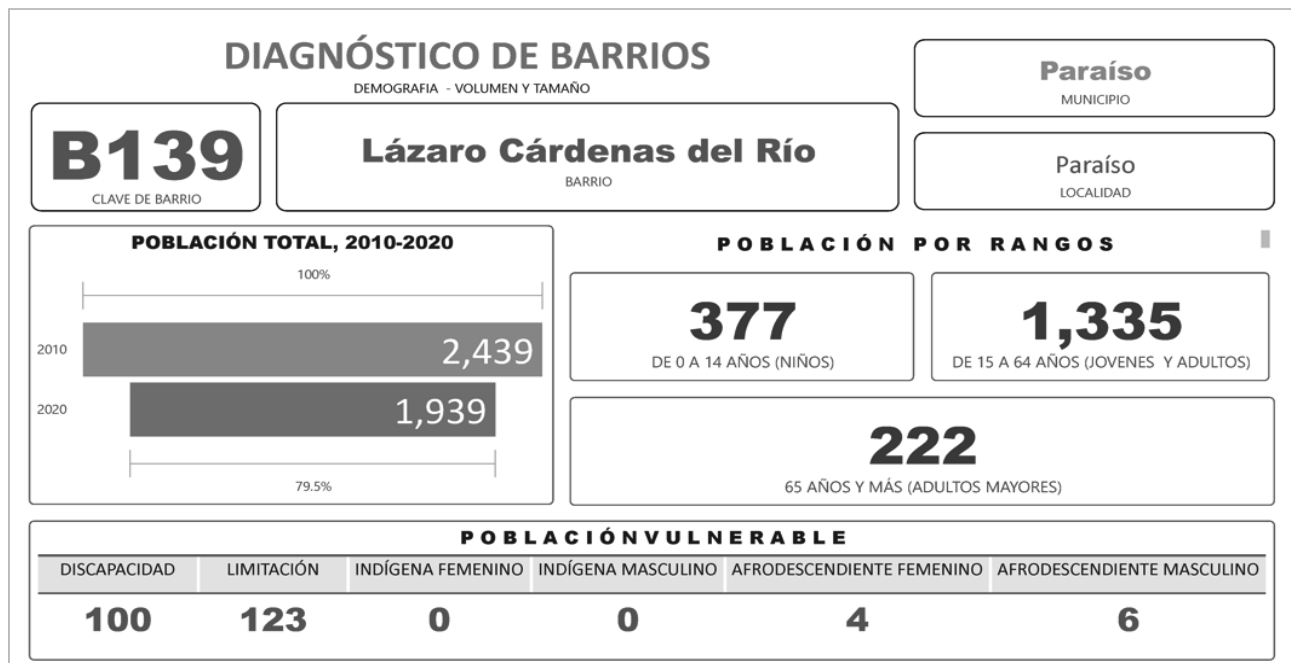 DIAGNÓSTICO DE BARRIOS
DEMOGRAFIA - VOLUMEN Y TAMAÑO
Paraíso
MUNICIPIO
B139
CLAVE DE BARRIO
Lázaro Cárdenas del Río
BARRIO
Paraíso
LOCALIDAD
POBLACIÓN TOTAL, 2010-2020
100%
2010
2,439
2020
1,939
79.5%
POBLACIÓN POR RANGOS
377
DE 0 A 14 AÑOS (NIÑOS)
1,335
DE 15 A 64 AÑOS (JOVENES Y ADULTOS)
222
65 AÑOS Y MÁS (ADULTOS MAYORES)
POBLACIÓNVULNERABLE
DISCAPACIDAD LIMITACIÓN INDÍGENA FEMENINO INDÍGENA MASCULINO AFRODESCENDIENTE FEMENINO AFRODESCENDIENTE MASCULINO
100 123 0 0 4 6